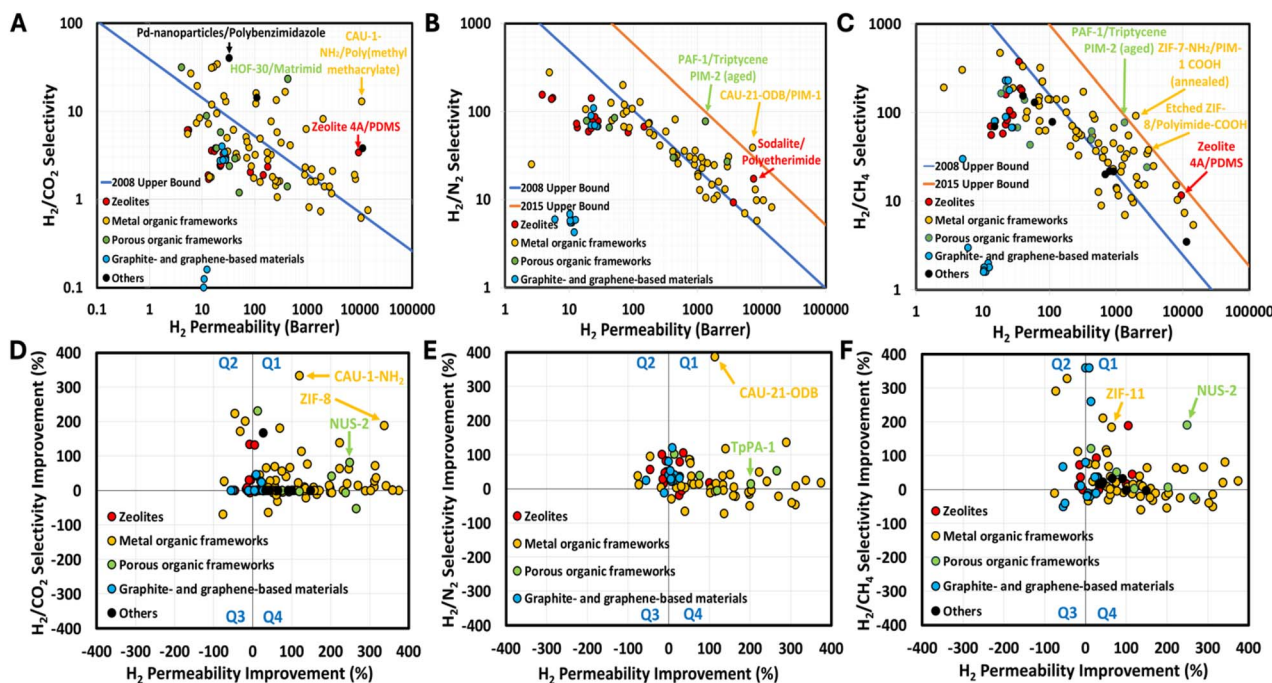 A
H₂/CO₂ Selectivity
100
10
1
0.1
0.1
1
10
100
1000
10000
100000
H₂ Permeability (Barrer)
Pd-nanoparticles/Polybenzimidazole
CAU-1-
NH₂/Poly(methyl
methacrylate)
HOF-30/Matrimid
Zeolite 4A/PDMS
2008 Upper Bound
Zeolites
Metal organic frameworks
Porous organic frameworks
Graphite- and graphene-based materials
Others
B
H₂/N₂ Selectivity
1000
100
10
1
1
10
100
1000
10000
100000
H₂ Permeability (Barrer)
PAF-1/Triptycene
PIM-2 (aged)
CAU-21-ODB/PIM-1
Sodalite/
Polyetherimide
2008 Upper Bound
2015 Upper Bound
Zeolites
Metal organic frameworks
Porous organic frameworks
Graphite- and graphene-based materials
C
H₂/CH₄ Selectivity
1000
100
10
1
1
10
100
1000
10000
100000
H₂ Permeability (Barrer)
PAF-1/Triptycene
PIM-2 (aged)
ZIF-7-NH₂/PIM-
1 COOH
(annealed)
Etched ZIF-
8/Polyimide-COOH
Zeolite
4A/PDMS
2008 Upper Bound
2015 Upper Bound
Zeolites
Metal organic frameworks
Porous organic frameworks
Graphite- and graphene-based materials
Others
D
H₂/CO₂ Selectivity Improvement (%)
400
300
200
100
0
-100
-200
-300
-400
-400 -300 -200 -100 0 100 200 300 400
H₂ Permeability Improvement (%)
Q2 Q1
CAU-1-NH₂
ZIF-8
NUS-2
Zeolites
Metal organic frameworks
Porous organic frameworks
Graphite- and graphene-based materials
Others
Q3 Q4
E
H₂/N₂ Selectivity Improvement (%)
400
300
200
100
0
-100
-200
-300
-400
-400 -300 -200 -100 0 100 200 300 400
H₂ Permeability Improvement (%)
Q2 Q1
CAU-21-ODB
TpPA-1
Zeolites
Metal organic frameworks
Porous organic frameworks
Graphite- and graphene-based materials
Q3 Q4
F
H₂/CH₄ Selectivity Improvement (%)
400
300
200
100
0
-100
-200
-300
-400
-400 -300 -200 -100 0 100 200 300 400
H₂ Permeability Improvement (%)
Q2 Q1
ZIF-11
NUS-2
Zeolites
Metal organic frameworks
Porous organic frameworks
Graphite- and graphene-based materials
Others
Q3 Q4